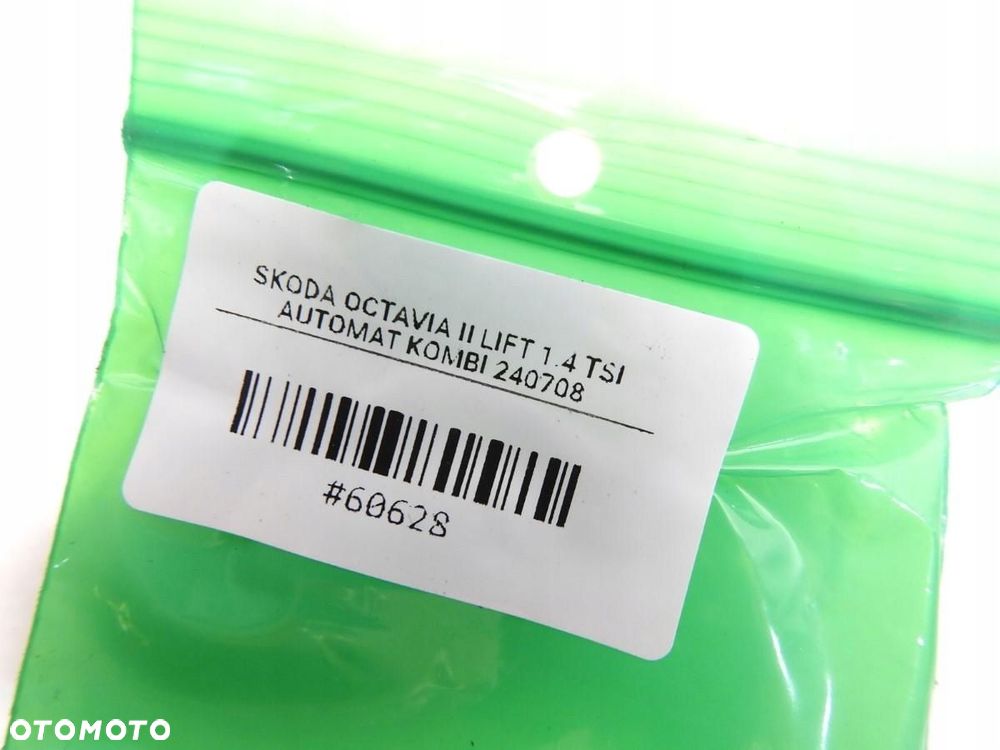 SKODA OCTAVIA II LIFT 1.4 TSI
AUTOMAT KOMBI 240708
#60628
OTOMOTO